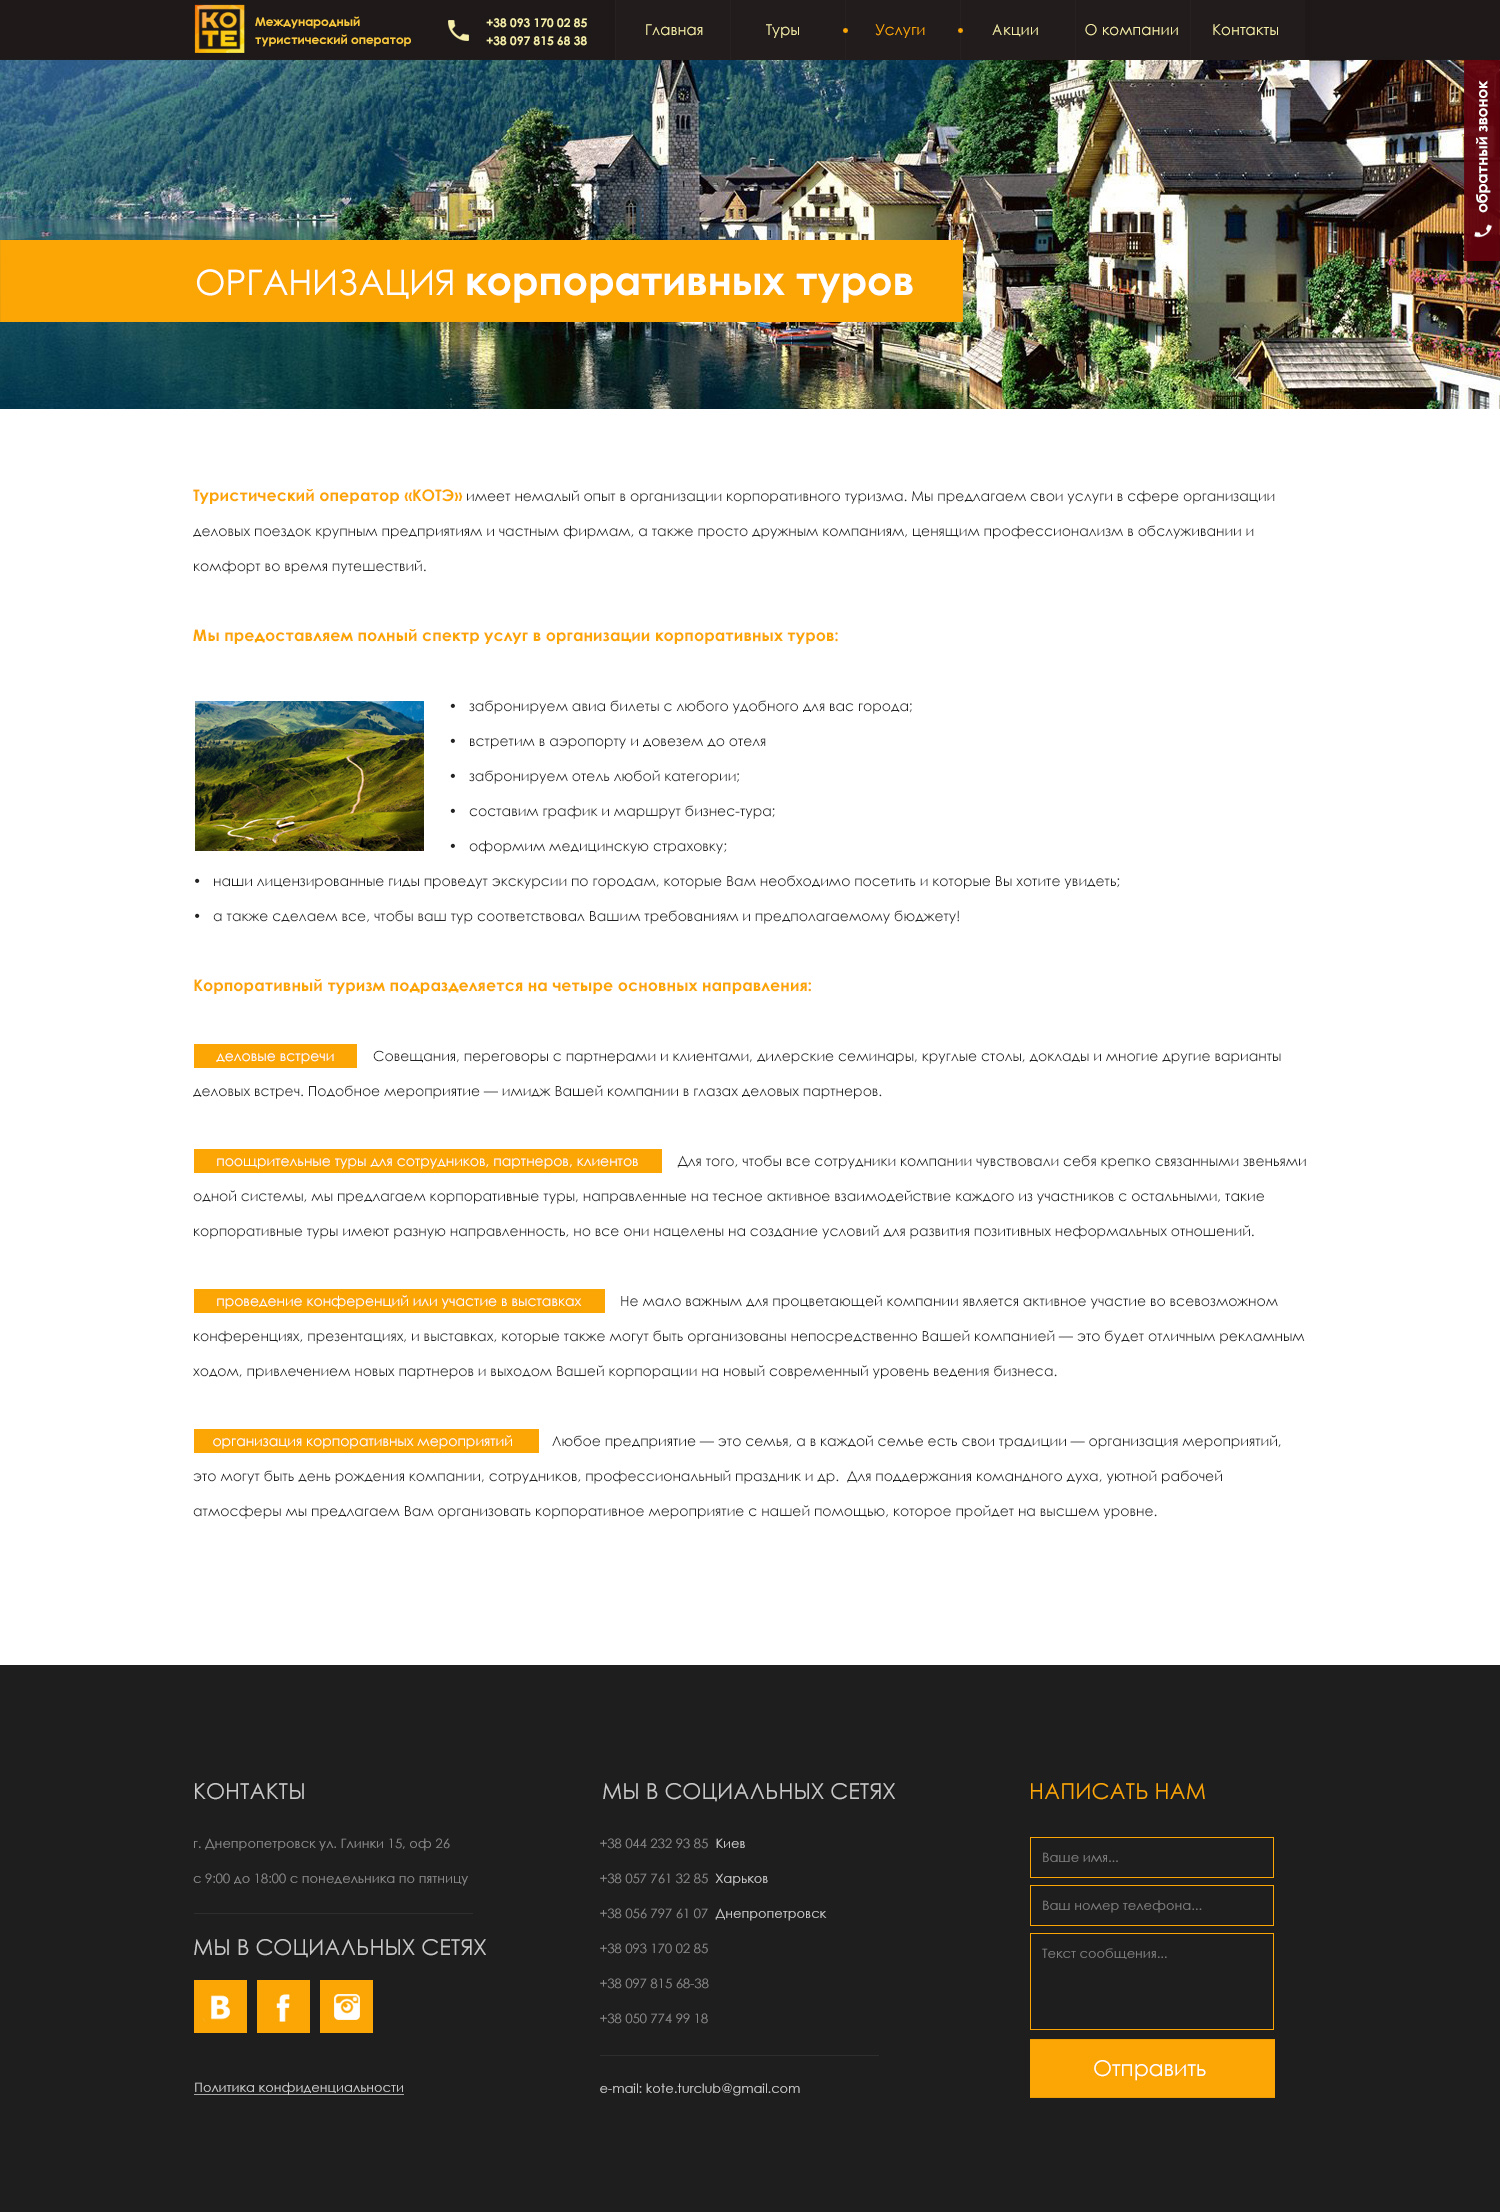 КО
ТЕ
Международный
туристический оператор
+38 093 170 02 85
+38 097 815 68 38
Главная
Туры
Услуги
Акции
О компании
Контакты
обратный звонок
ОРГАНИЗАЦИЯ корпоративных туров
Туристический оператор «КОТЭ» имеет немалый опыт в организации корпоративного туризма. Мы предлагаем свои услуги в сфере организации
деловых поездок крупным предприятиям и частным фирмам, а также просто дружным компаниям, ценящим профессионализм в обслуживании и
комфорт во время путешествий.
Мы предоставляем полный спектр услуг в организации корпоративных туров:
• забронируем авиа билеты с любого удобного для вас города;
• встретим в аэропорту и довезем до отеля
• забронируем отель любой категории;
• составим график и маршрут бизнес-тура;
• оформим медицинскую страховку;
• наши лицензированные гиды проведут экскурсии по городам, которые Вам необходимо посетить и которые Вы хотите увидеть;
• а также сделаем все, чтобы ваш тур соответствовал Вашим требованиям и предполагаемому бюджету!
Корпоративный туризм подразделяется на четыре основных направления:
деловые встречи Совещания, переговоры с партнерами и клиентами, дилерские семинары, круглые столы, доклады и многие другие варианты
деловых встреч. Подобное мероприятие — имидж Вашей компании в глазах деловых партнеров.
поощрительные туры для сотрудников, партнеров, клиентов Для того, чтобы все сотрудники компании чувствовали себя крепко связанными звеньями
одной системы, мы предлагаем корпоративные туры, направленные на тесное активное взаимодействие каждого из участников с остальными, такие
корпоративные туры имеют разную направленность, но все они нацелены на создание условий для развития позитивных неформальных отношений.
проведение конференций или участие в выставках Не мало важным для процветающей компании является активное участие во всевозможном
конференциях, презентациях, и выставках, которые также могут быть организованы непосредственно Вашей компанией — это будет отличным рекламным
ходом, привлечением новых партнеров и выходом Вашей корпорации на новый современный уровень ведения бизнеса.
организация корпоративных мероприятий Любое предприятие — это семья, а в каждой семье есть свои традиции — организация мероприятий,
это могут быть день рождения компании, сотрудников, профессиональный праздник и др. Для поддержания командного духа, уютной рабочей
атмосферы мы предлагаем Вам организовать корпоративное мероприятие с нашей помощью, которое пройдет на высшем уровне.
КОНТАКТЫ
г. Днепропетровск ул. Глинки 15, оф 26
с 9:00 до 18:00 с понедельника по пятницу
МЫ В СОЦИАЛЬНЫХ СЕТЯХ
В f
Политика конфиденциальности
МЫ В СОЦИАЛЬНЫХ СЕТЯХ
+38 044 232 93 85 Киев
+38 057 761 32 85 Харьков
+38 056 797 61 07 Днепропетровск
+38 093 170 02 85
+38 097 815 68-38
+38 050 774 99 18
e-mail: kote.turclub@gmail.com
НАПИСАТЬ НАМ
Ваше имя...
Ваш номер телефона...
Текст сообщения...
Отправить